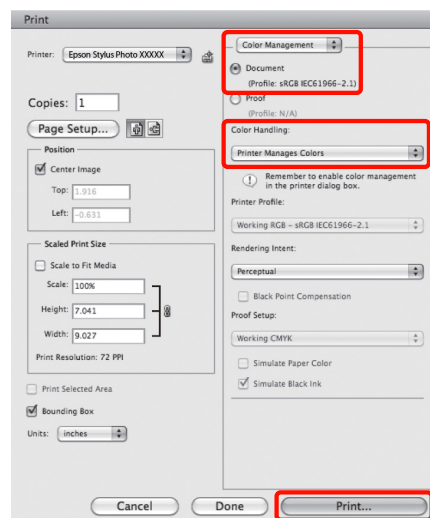 Print
Printer:
Epson Stylus Photo XXXXX
Copies: 1
Page Setup...
Position
Center Image
Top: 1.916
Left: -0.631
Scaled Print Size
Scale to Fit Media
Scale: 100%
Height: 7.041
Width: 9.027
Print Resolution: 72 PPI
Print Selected Area
Bounding Box
Units: inches
Color Management
Document
(Profile: sRGB IEC61966-2.1)
Proof
(Profile: N/A)
Color Handling:
Printer Manages Colors
Remember to enable color management
in the printer dialog box.
Printer Profile:
Working RGB - sRGB IEC61966-2.1
Rendering Intent:
Perceptual
Black Point Compensation
Proof Setup:
Working CMYK
Simulate Paper Color
Simulate Black Ink
Cancel
Done
Print...